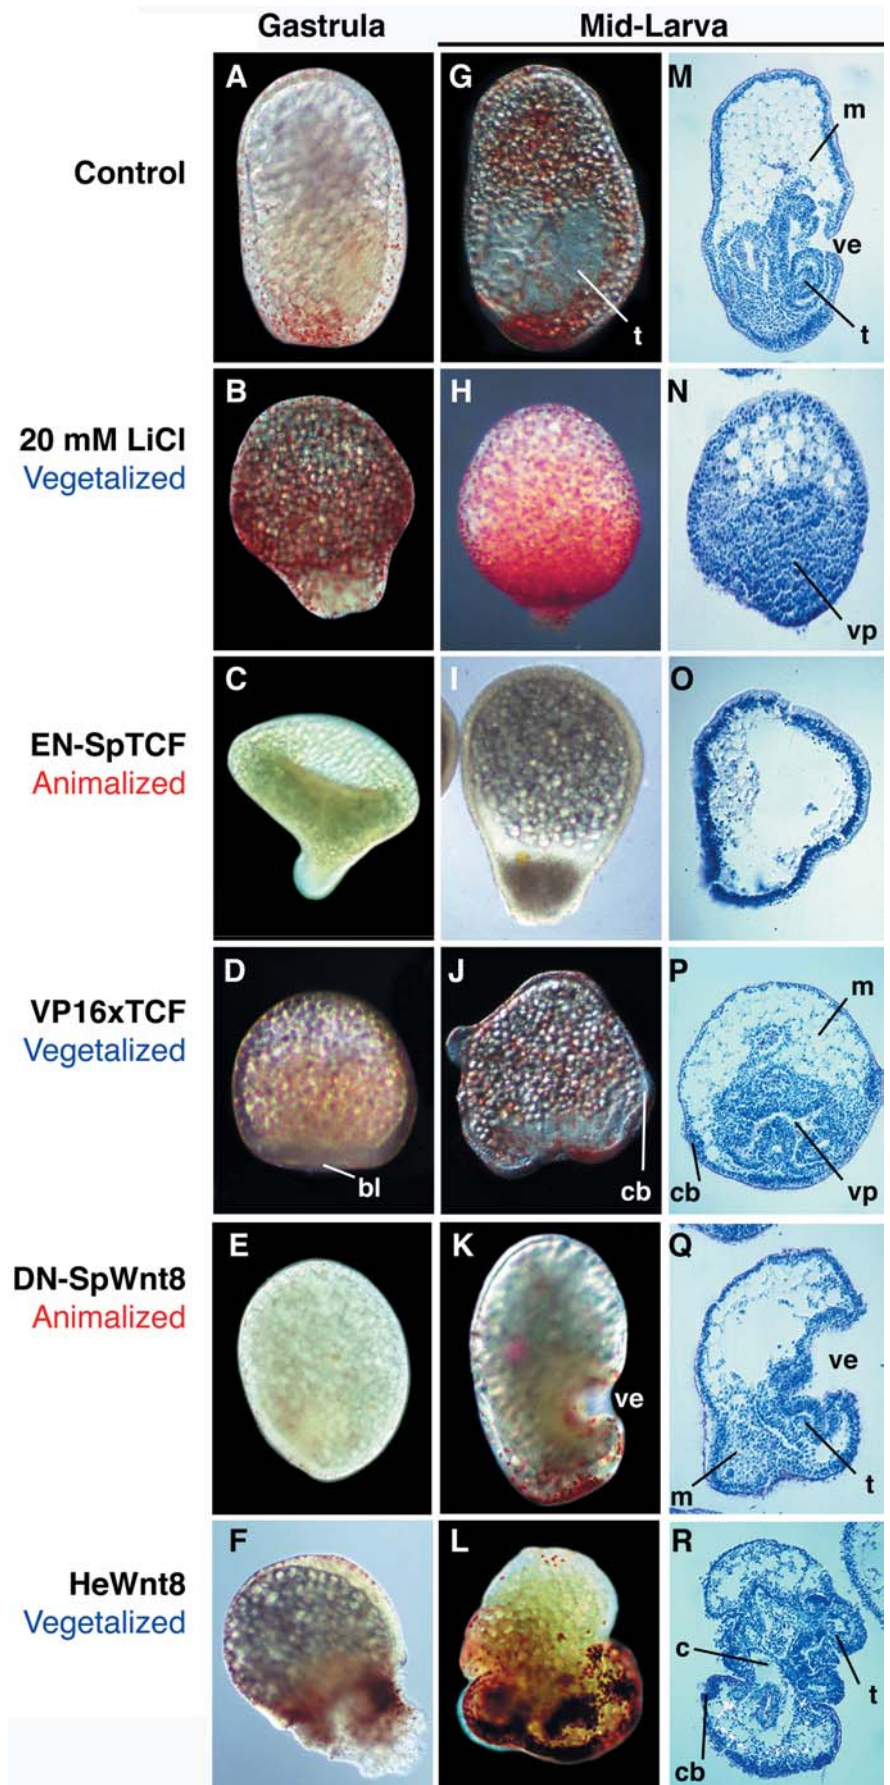 Gastrula Mid-Larva
A G M
m
Control
ve
t t
B H N
20 mM LiCl
Vegetalized
vp
C I O
EN-SpTCF
Animalized
D J P
m
VP16xTCF
Vegetalized
bl cb cb vp
E K Q
DN-SpWnt8
Animalized
ve ve
m t
F L R
HeWnt8
Vegetalized
c t
cb